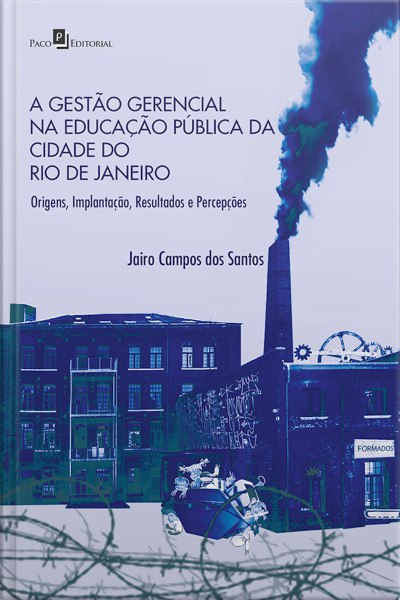 PACO P EDITORIAL
A GESTÃO GERENCIAL
NA EDUCAÇÃO PÚBLICA DA
CIDADE DO
RIO DE JANEIRO
Origens, Implantação, Resultados e Percepções
Jairo Campos dos Santos
FORMADOS